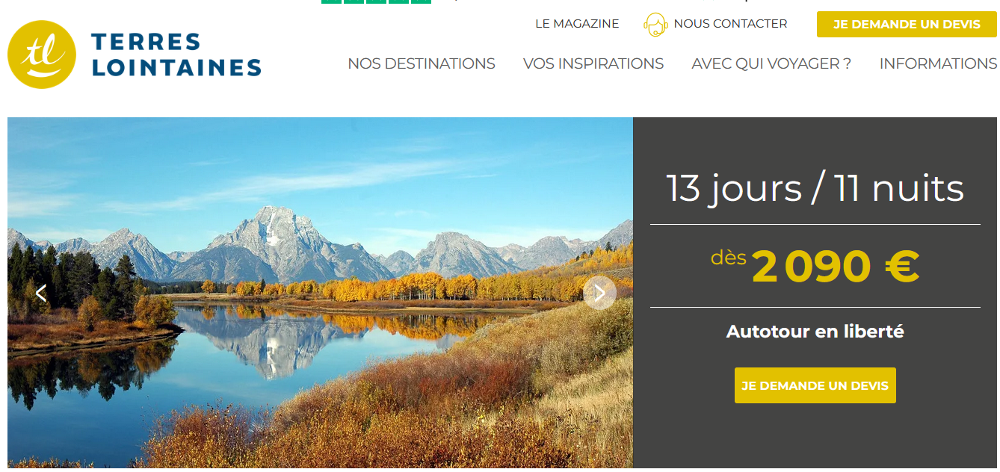 LE MAGAZINE
NOUS CONTACTER
JE DEMANDE UN DEVIS
tl
TERRES
LOINTAINES
NOS DESTINATIONS
VOS INSPIRATIONS
AVEC QUI VOYAGER ?
INFORMATIONS
13 jours / 11 nuits
dès 2 090 €
Autotour en liberté
JE DEMANDE UN DEVIS